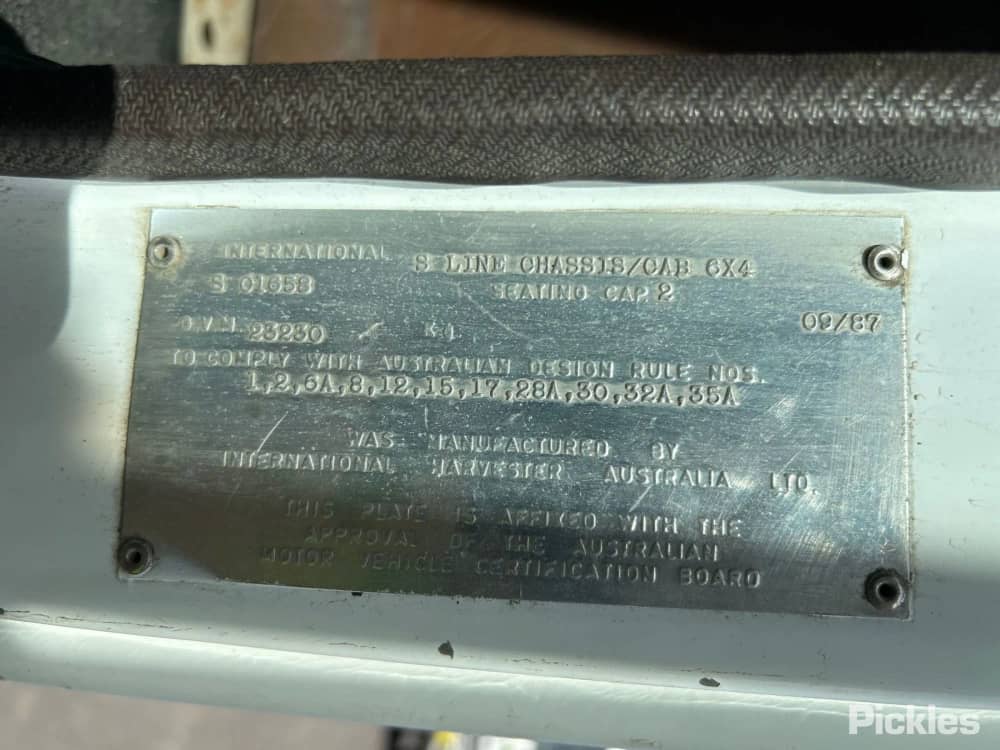 INTERNATIONAL S LINE CHASSIS/CAB 6X4
S 01658 SEATING CAP 2
09/87
G.V.M. 23230 KG
TO COMPLY WITH AUSTRALIAN DESIGN RULE NOS.
1,2,6A,8,12,15,17,28A,30,32A,35A
WAS MANUFACTURED BY
INTERNATIONAL HARVESTER AUSTRALIA LTD.
THIS PLATE IS AFFIXED WITH THE
APPROVAL OF THE AUSTRALIAN
MOTOR VEHICLE CERTIFICATION BOARD
Pickles